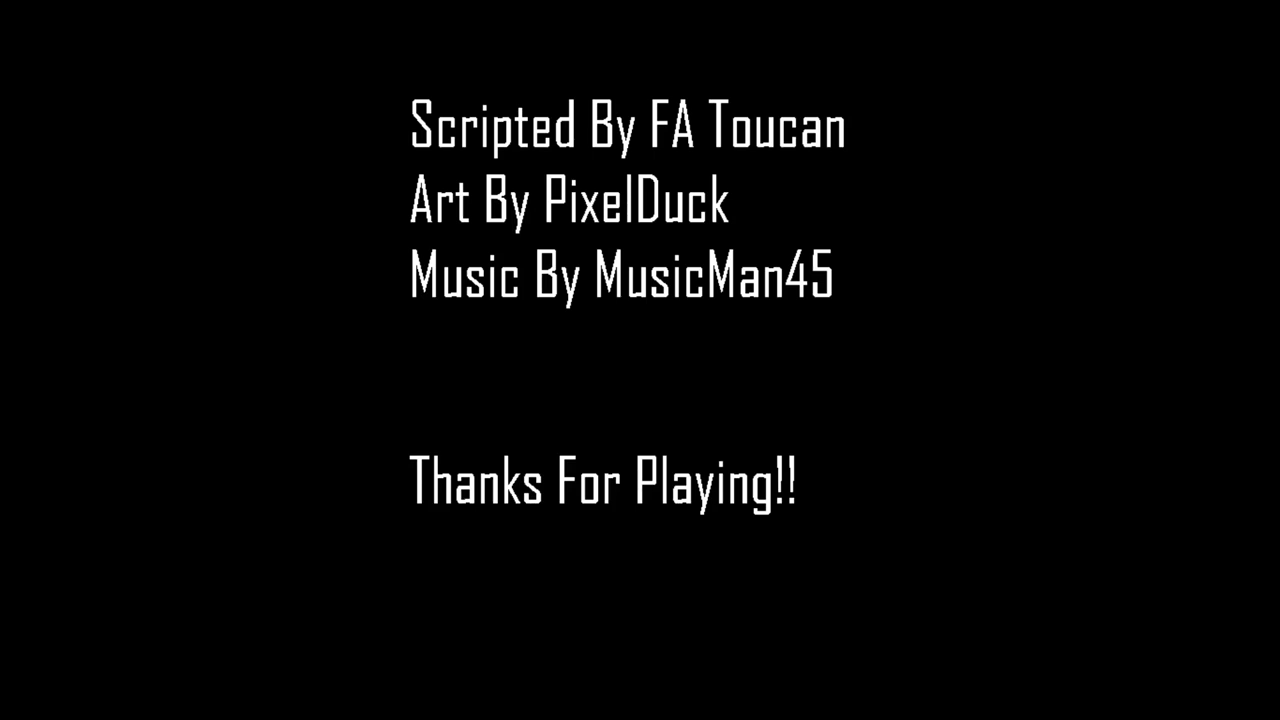 Scripted By FA Toucan
Art By PixelDuck
Music By MusicMan45
Thanks For Playing!!